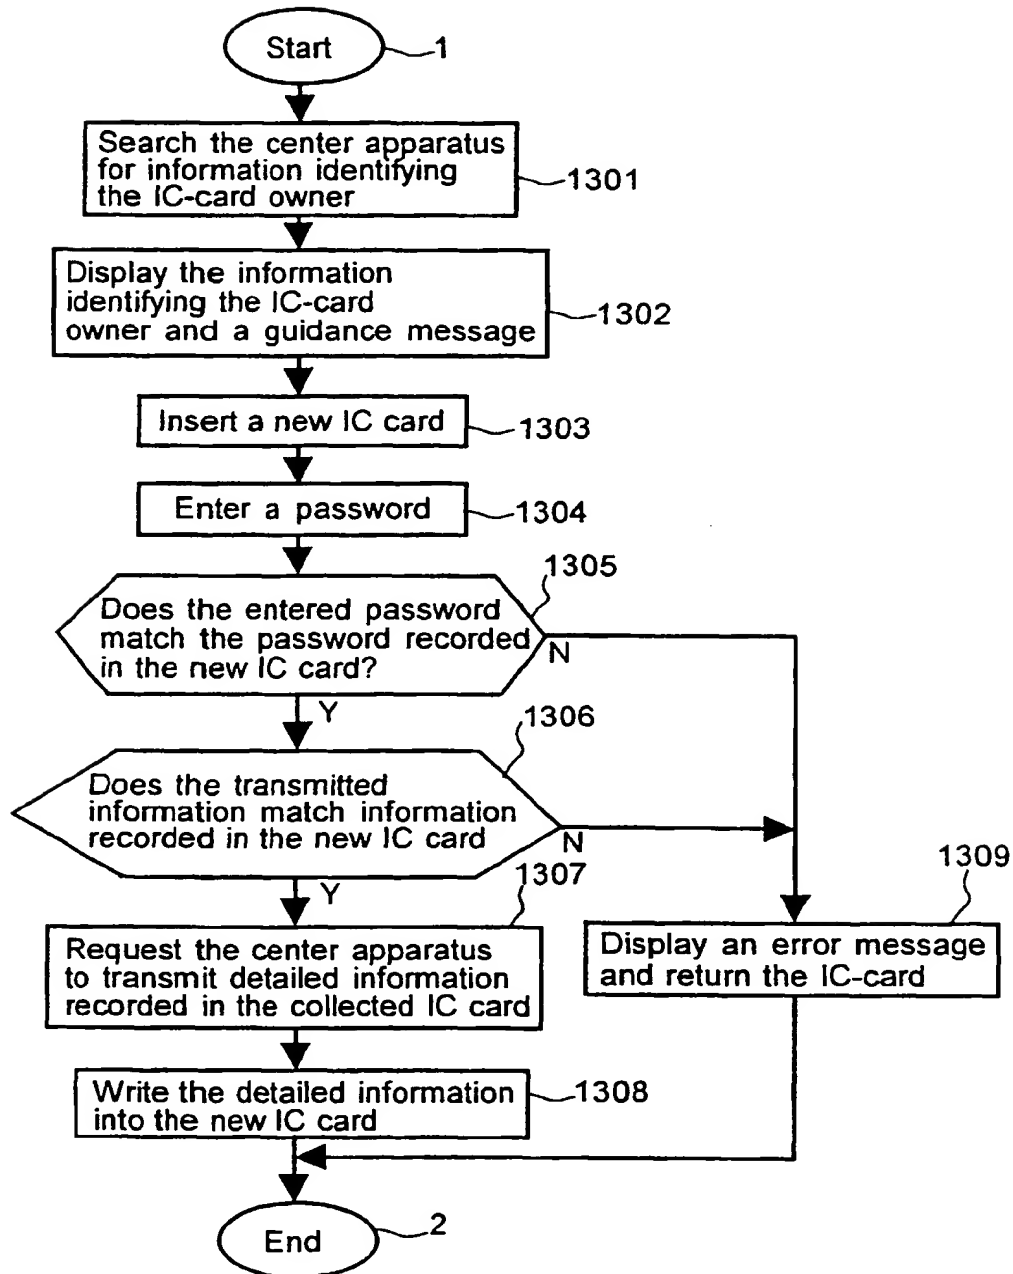 Start
1
Search the center apparatus
for information identifying
the IC-card owner
1301
Display the information
identifying the IC-card
owner and a guidance message
1302
Insert a new IC card
1303
Enter a password
1304
1305
Does the entered password
match the password recorded
in the new IC card?
N
Y
1306
Does the transmitted
information match information
recorded in the new IC card
N
Y
1307
Request the center apparatus
to transmit detailed information
recorded in the collected IC card
1309
Display an error message
and return the IC-card
Write the detailed information
into the new IC card
1308
End
2